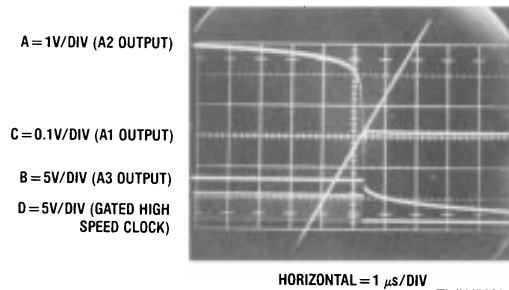 A=1V/DIV (A2 OUTPUT)
C=0.1V/DIV (A1 OUTPUT)
B=5V/DIV (A3 OUTPUT)
D=5V/DIV (GATED HIGH
SPEED CLOCK)
HORIZONTAL=1 μs/DIV